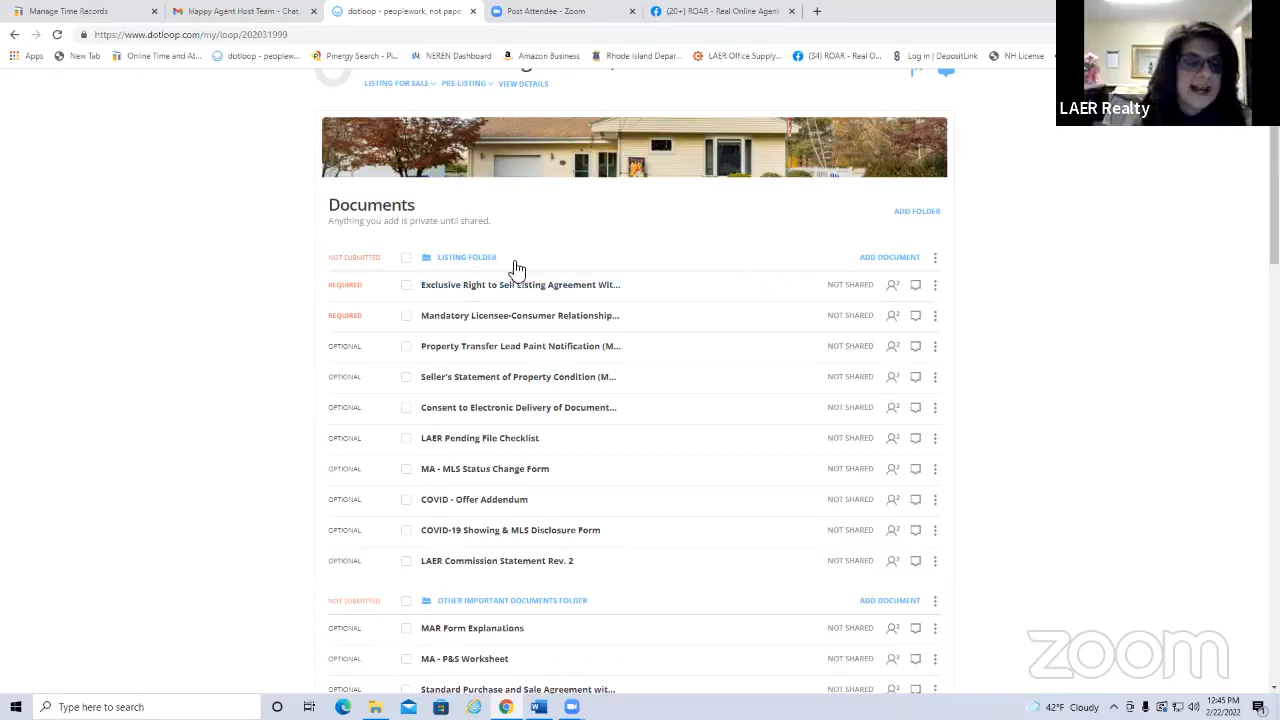 Manage Time Records
Happy Agent Host Team - Chat
dotloop - peoplework, not pape
Post Attendee - Zoom
(20+) ROAR - Real Online Agen
https://www.dotloop.com/my/loop/202031999
Apps
New Tab
Online Time and At...
dotloop - peoplew...
Pinergy Search - Pi...
NEREN Dashboard
Amazon Business
Rhode Island Depar...
LAER Office Supply...
(34) ROAR - Real O...
Log in | DepositLink
NH License
LISTING FOR SALE
PRE-LISTING
VIEW DETAILS
LAER Realty
Documents
Anything you add is private until shared.
ADD FOLDER
NOT SUBMITTED
LISTING FOLDER
ADD DOCUMENT
REQUIRED Exclusive Right to Sell Listing Agreement Wit... NOT SHARED
REQUIRED Mandatory Licensee-Consumer Relationship... NOT SHARED
OPTIONAL Property Transfer Lead Paint Notification (M... NOT SHARED
OPTIONAL Seller's Statement of Property Condition (M... NOT SHARED
OPTIONAL Consent to Electronic Delivery of Document... NOT SHARED
OPTIONAL LAER Pending File Checklist NOT SHARED
OPTIONAL MA - MLS Status Change Form NOT SHARED
OPTIONAL COVID - Offer Addendum NOT SHARED
OPTIONAL COVID-19 Showing & MLS Disclosure Form NOT SHARED
OPTIONAL LAER Commission Statement Rev. 2 NOT SHARED
NOT SUBMITTED
OTHER IMPORTANT DOCUMENTS FOLDER
ADD DOCUMENT
OPTIONAL MAR Form Explanations NOT SHARED
OPTIONAL MA - P&S Worksheet NOT SHARED
OPTIONAL Standard Purchase and Sale Agreement wit... NOT SHARED
zoom
Type here to search
42°F Cloudy
12:45 PM
2/22/2022